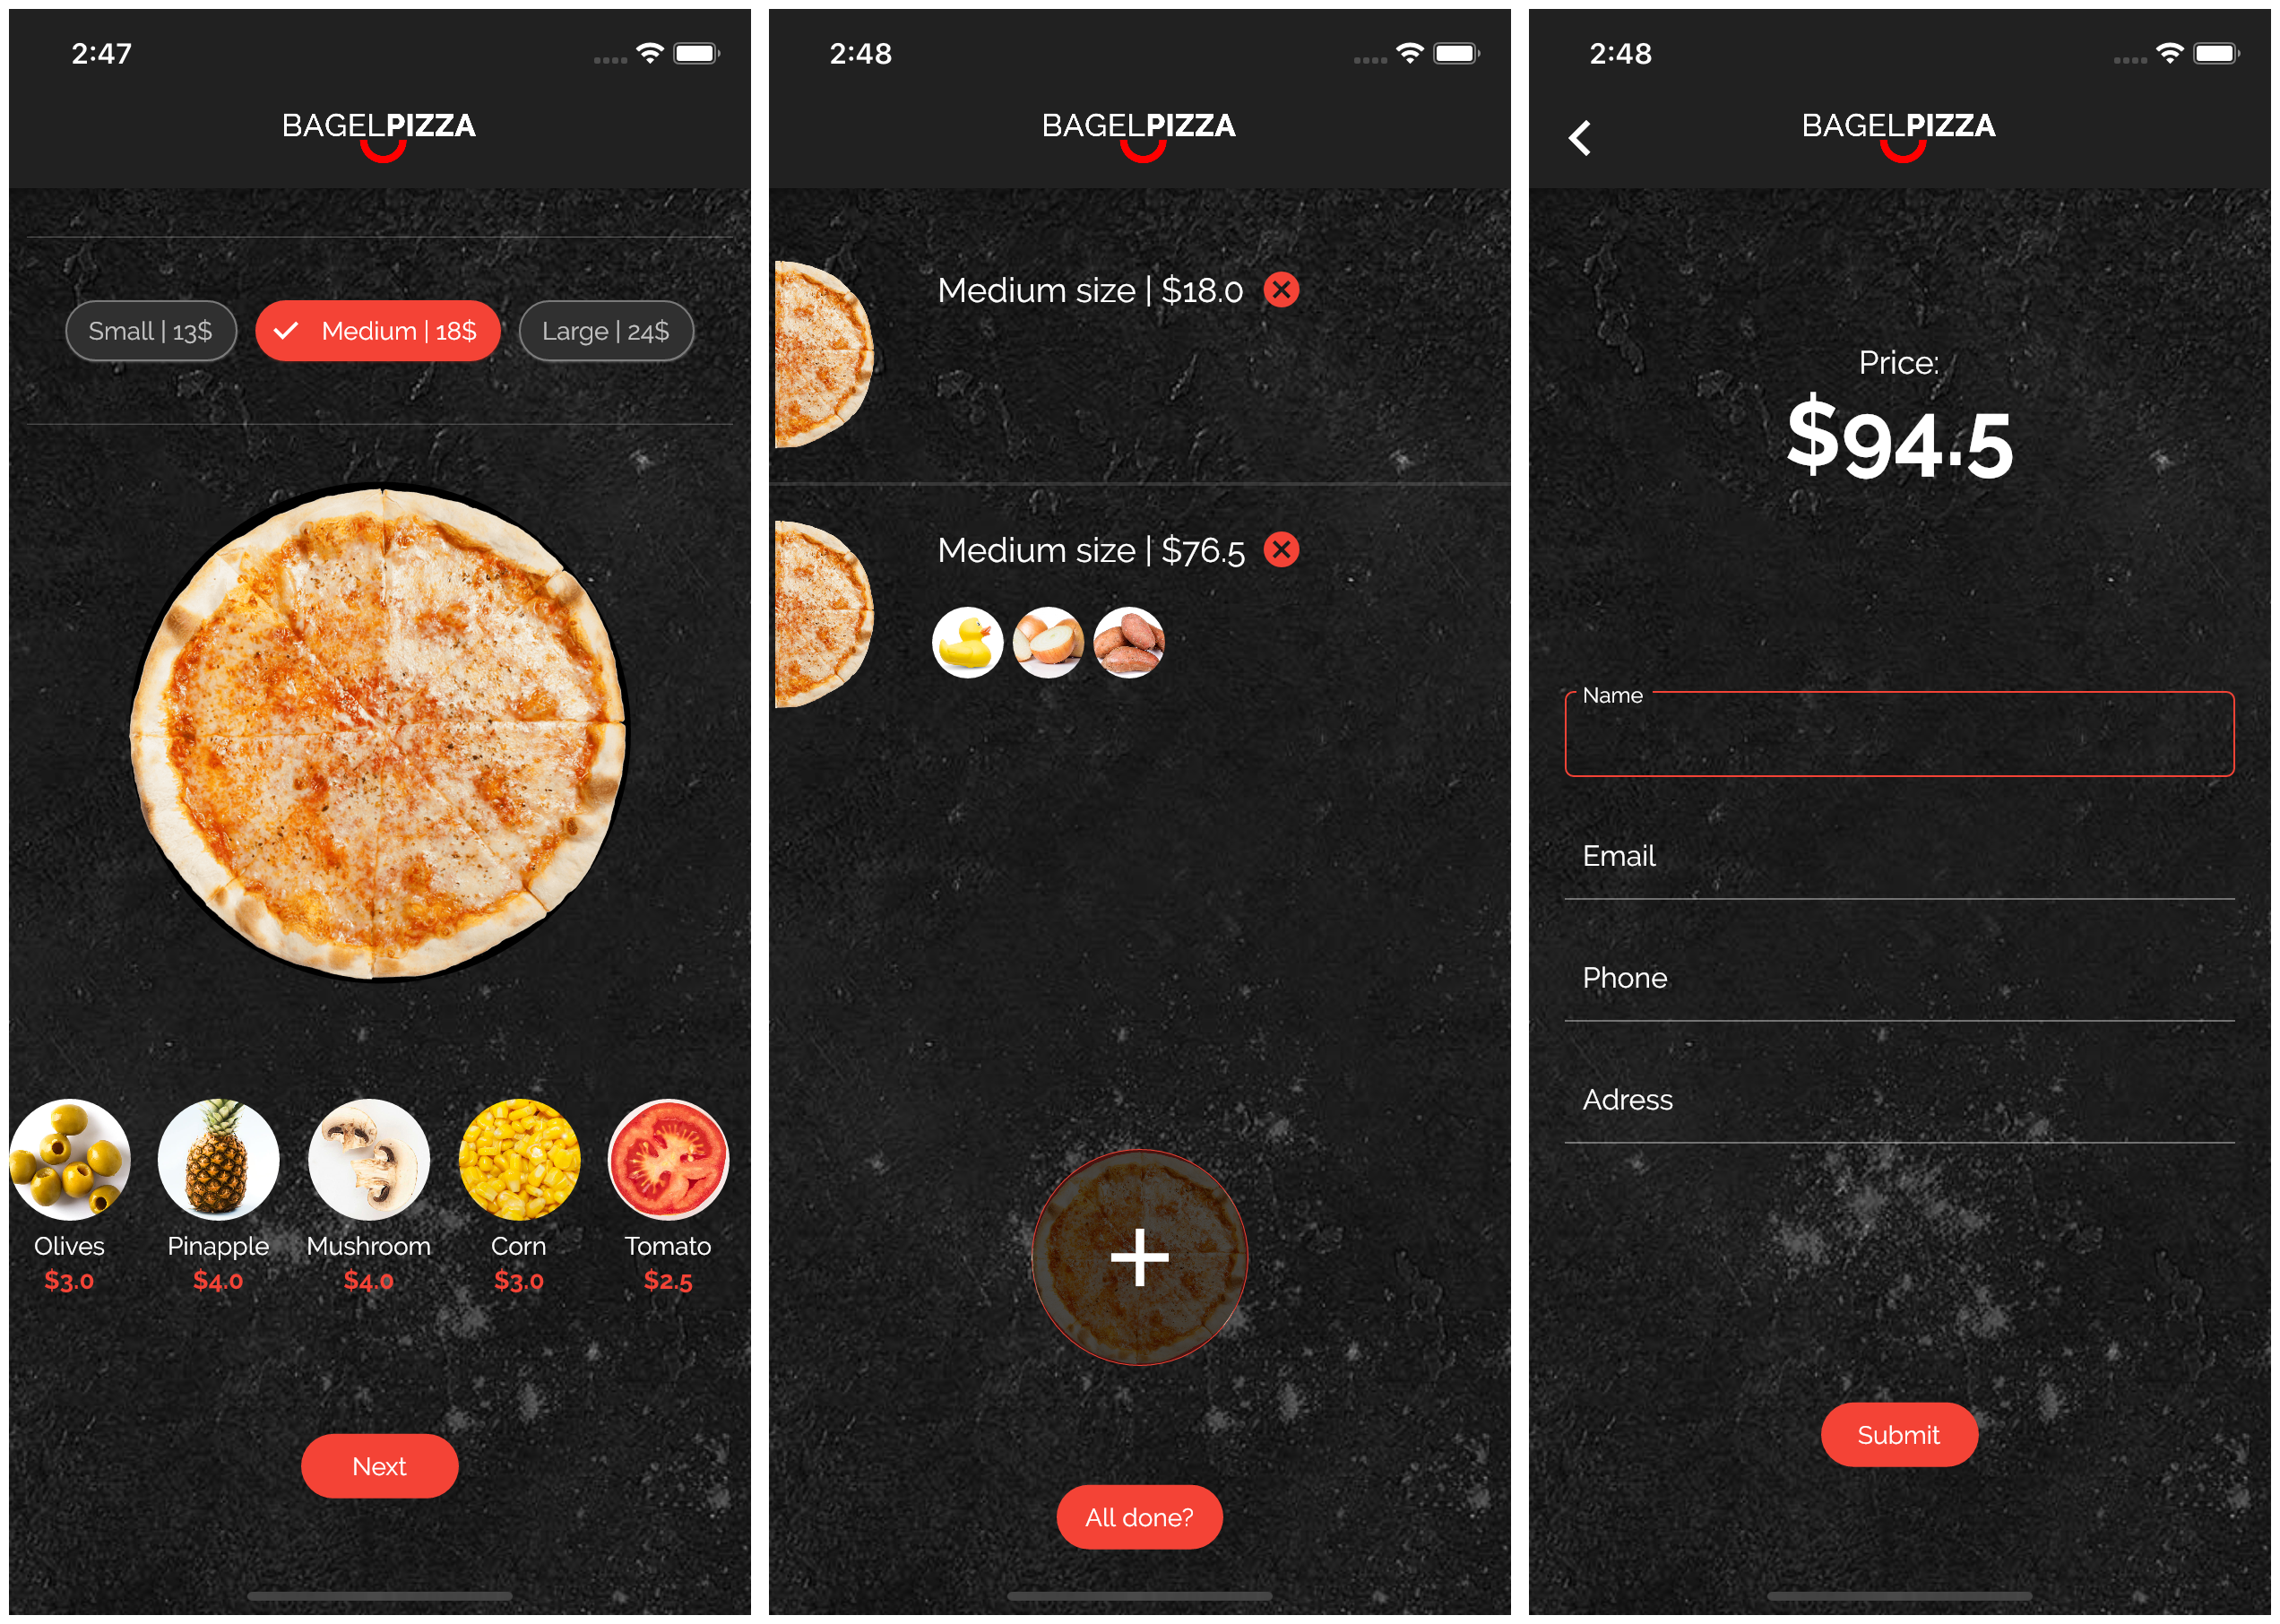 2:47
BAGELPIZZA
Small | 13$
Medium | 18$
Large | 24$
Olives
$3.0
Pinapple
$4.0
Mushroom
$4.0
Corn
$3.0
Tomato
$2.5
Next
2:48
BAGELPIZZA
Medium size | $18.0
Medium size | $76.5
All done?
2:48
BAGELPIZZA
Price:
$94.5
Name
Email
Phone
Adress
Submit